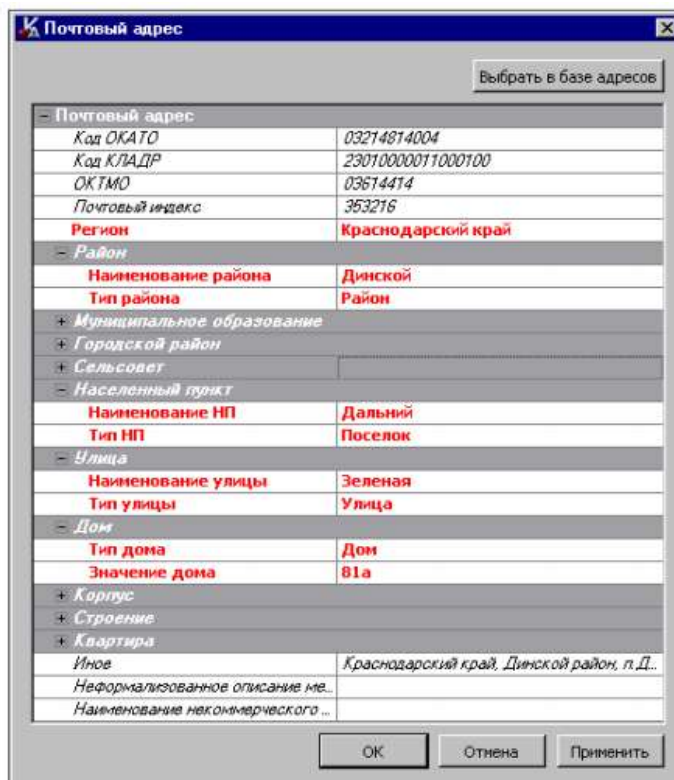 Почтовый адрес
Выбрать в базе адресов
− Почтовый адрес
Код ОКАТО 03214814004
Код КЛАДР 23010000011000100
ОКТМО 03614414
Почтовый индекс 353216
Регион Краснодарский край
− Район
Наименование района Динской
Тип района Район
+ Муниципальное образование
+ Городской район
+ Сельсовет
− Населенный пункт
Наименование НП Дальний
Тип НП Поселок
− Улица
Наименование улицы Зеленая
Тип улицы Улица
− Дом
Тип дома Дом
Значение дома 81а
+ Корпус
+ Строение
+ Квартира
Иное Краснодарский край, Динской район, п.Д...
Неформализованное описание ме...
Наименование некоммерческого ...
OK Отмена Применить